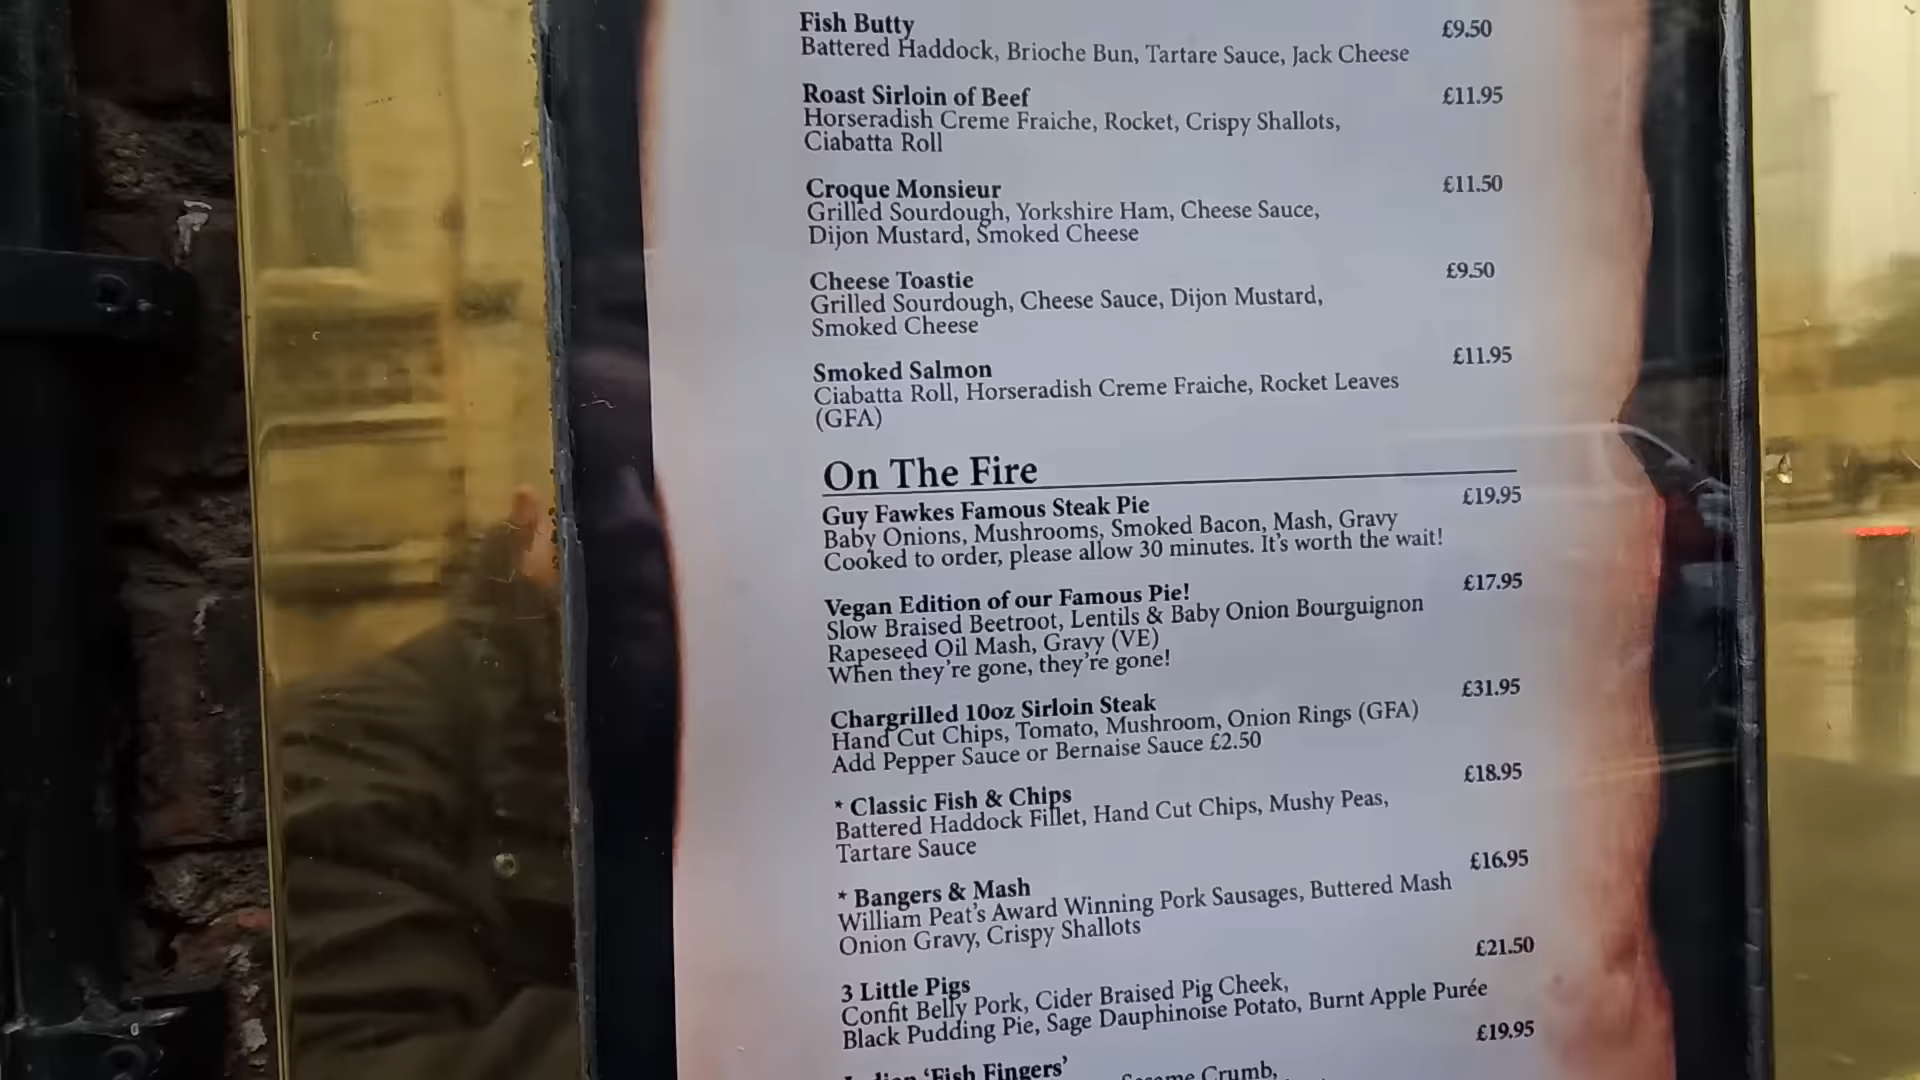 Fish Butty £9.50
Battered Haddock, Brioche Bun, Tartare Sauce, Jack Cheese
Roast Sirloin of Beef £11.95
Horseradish Creme Fraiche, Rocket, Crispy Shallots,
Ciabatta Roll
Croque Monsieur £11.50
Grilled Sourdough, Yorkshire Ham, Cheese Sauce,
Dijon Mustard, Smoked Cheese
Cheese Toastie £9.50
Grilled Sourdough, Cheese Sauce, Dijon Mustard,
Smoked Cheese
Smoked Salmon £11.95
Ciabatta Roll, Horseradish Creme Fraiche, Rocket Leaves
(GFA)
On The Fire
Guy Fawkes Famous Steak Pie £19.95
Baby Onions, Mushrooms, Smoked Bacon, Mash, Gravy
Cooked to order, please allow 30 minutes. It's worth the wait!
Vegan Edition of our Famous Pie! £17.95
Slow Braised Beetroot, Lentils & Baby Onion Bourguignon
Rapeseed Oil Mash, Gravy (VE)
When they're gone, they're gone!
Chargrilled 10oz Sirloin Steak £31.95
Hand Cut Chips, Tomato, Mushroom, Onion Rings (GFA)
Add Pepper Sauce or Bernaise Sauce £2.50
* Classic Fish & Chips £18.95
Battered Haddock Fillet, Hand Cut Chips, Mushy Peas,
Tartare Sauce
* Bangers & Mash £16.95
William Peat's Award Winning Pork Sausages, Buttered Mash
Onion Gravy, Crispy Shallots
3 Little Pigs £21.50
Confit Belly Pork, Cider Braised Pig Cheek,
Black Pudding Pie, Sage Dauphinoise Potato, Burnt Apple Purée
'Fish Fingers' £19.95
Crumb,